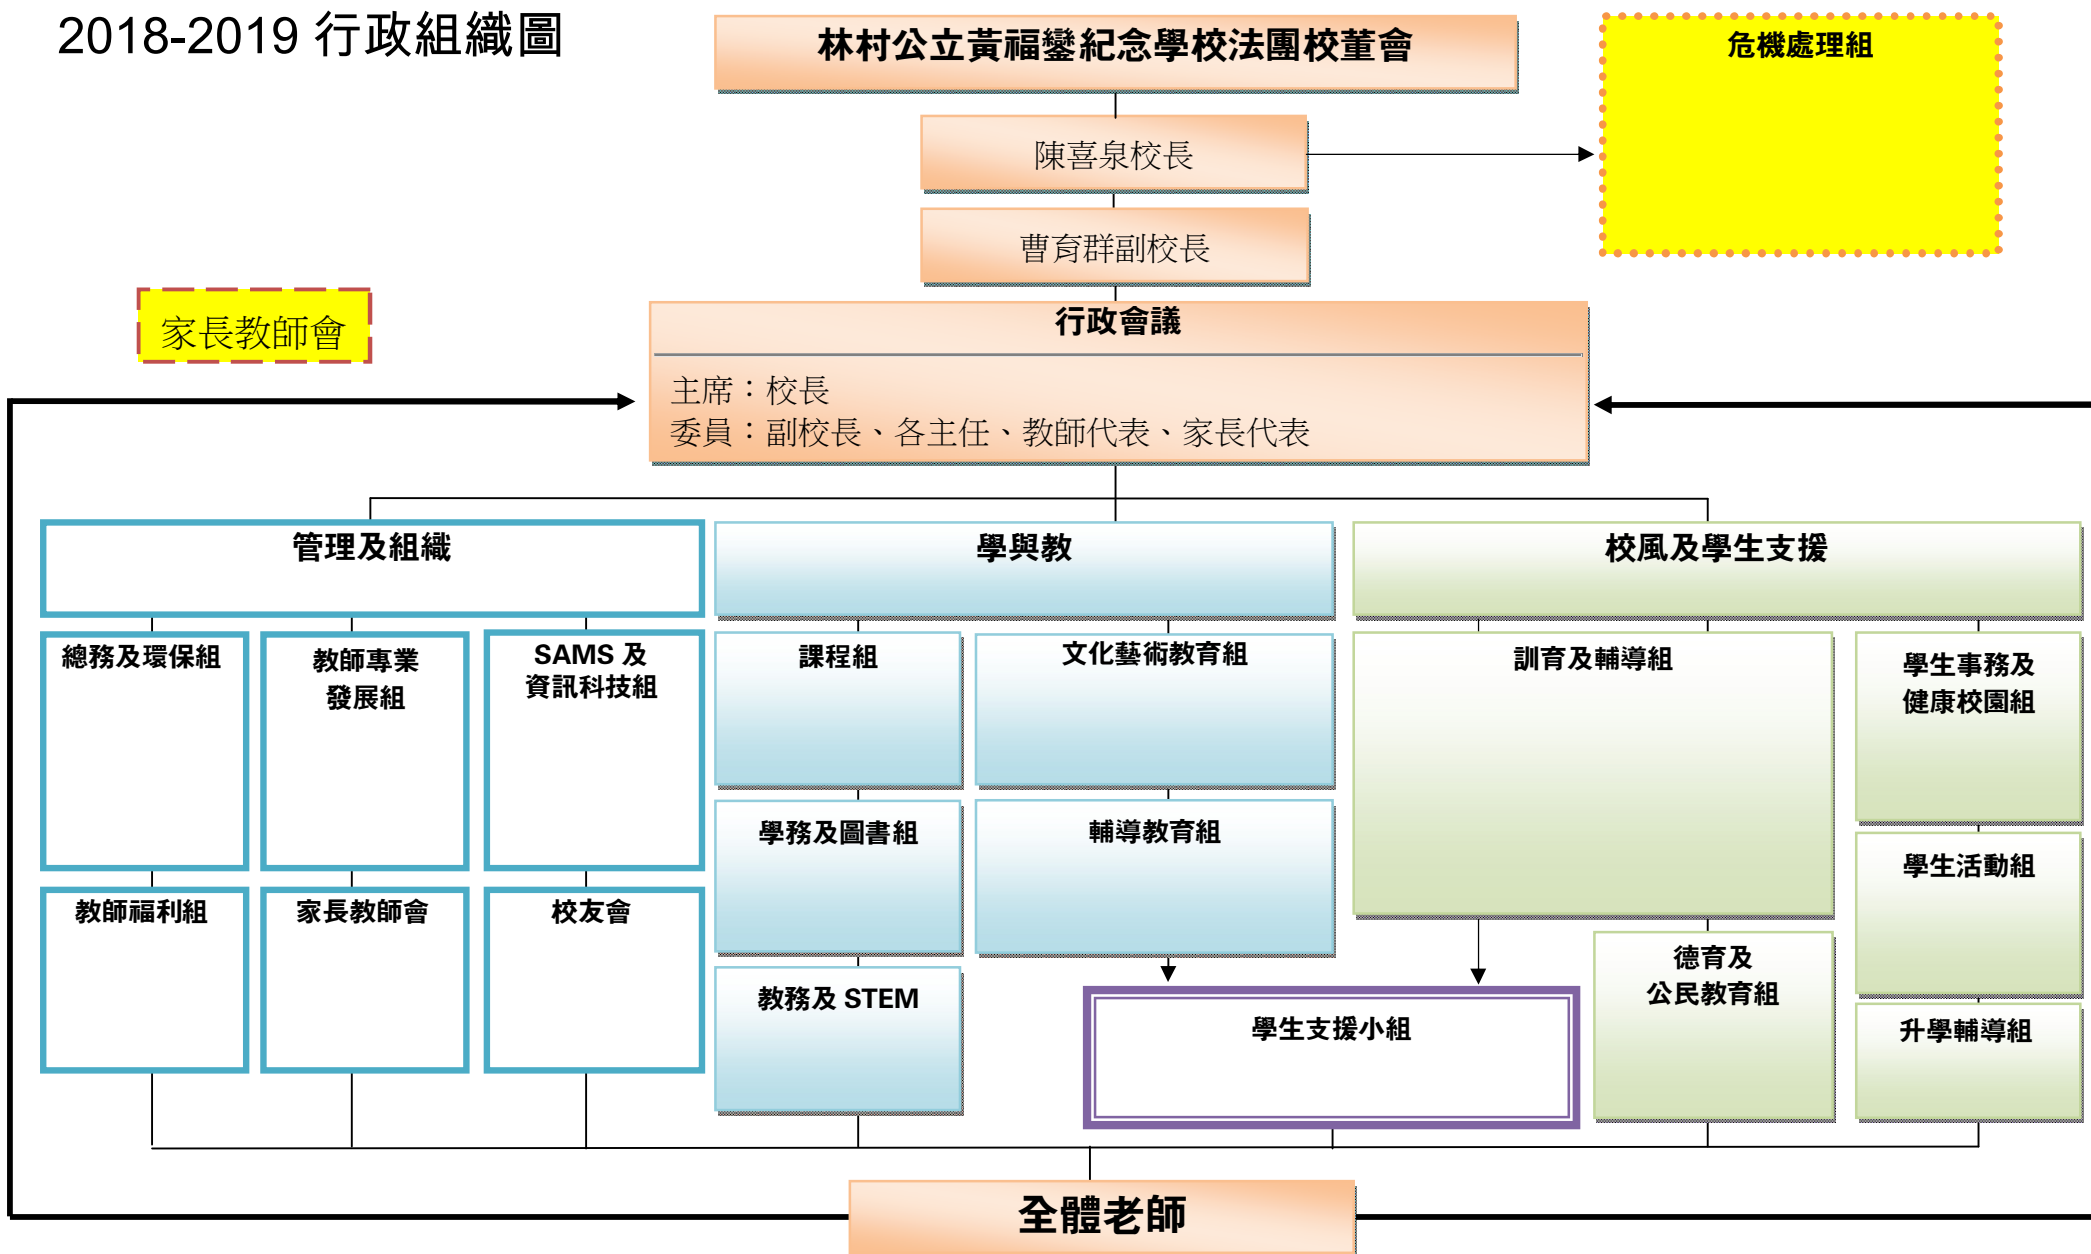 2018-2019 行政組織圖
林村公立黃福鑾紀念學校法團校董會
危機處理組
陳喜泉校長
曹育群副校長
家長教師會
行政會議
主席：校長
委員：副校長、各主任、教師代表、家長代表
管理及組織
學與教
校風及學生支援
總務及環保組
教師專業
發展組
SAMS 及
資訊科技組
課程組
文化藝術教育組
訓育及輔導組
學生事務及
健康校園組
學務及圖書組
輔導教育組
學生活動組
教師福利組
家長教師會
校友會
教務及 STEM
學生支援小組
德育及
公民教育組
升學輔導組
全體老師